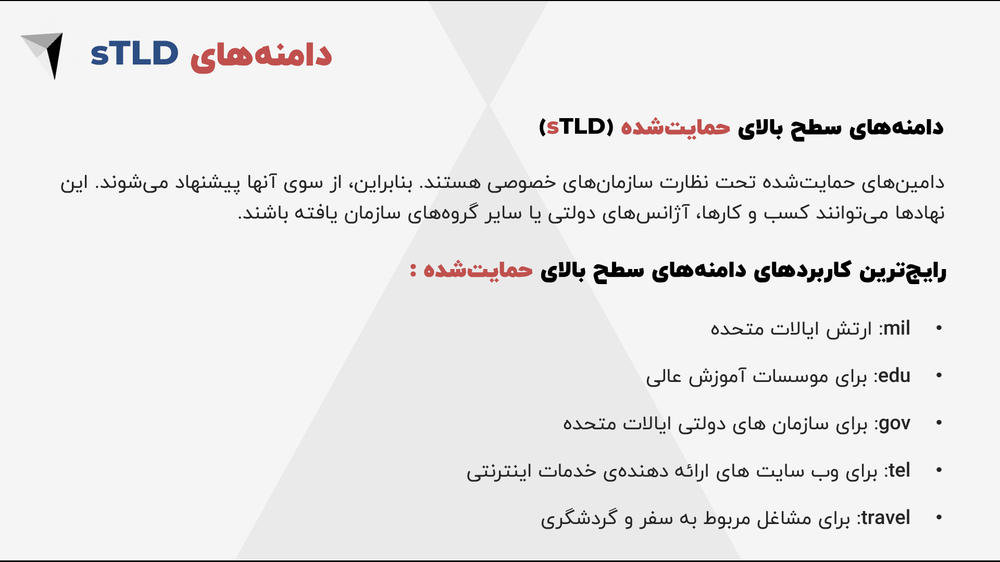 دامنه‌های sTLD
دامنه‌های سطح بالای حمایت‌شده (sTLD)
دامین‌های حمایت‌شده تحت نظارت سازمان‌های خصوصی هستند. بنابراین، از سوی آنها پیشنهاد می‌شوند. این
نهادها می‌توانند کسب و کارها، آژانس‌های دولتی یا سایر گروه‌های سازمان یافته باشند.
رایج‌ترین کاربردهای دامنه‌های سطح بالای حمایت‌شده :
• mil: ارتش ایالات متحده
• edu: برای موسسات آموزش عالی
• gov: برای سازمان های دولتی ایالات متحده
• tel: برای وب سایت های ارائه دهنده‌ی خدمات اینترنتی
• travel: برای مشاغل مربوط به سفر و گردشگری